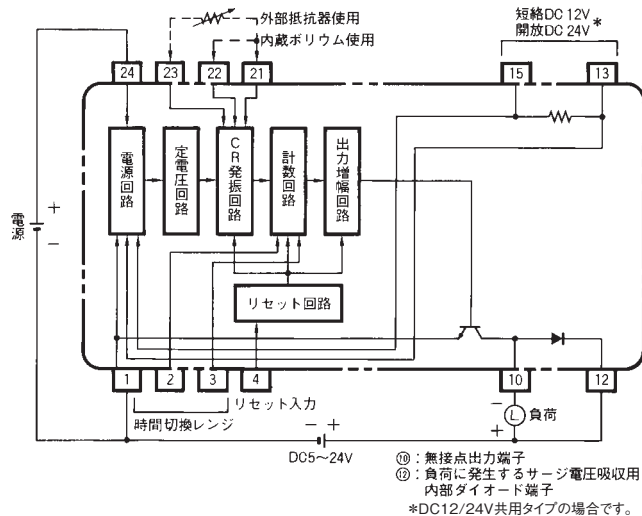 外部抵抗器使用
内蔵ボリウム使用
短絡DC 12V
開放DC 24V *
24
23
22
21
15
13
電源回路
定電圧回路
CR発振回路
計数回路
出力増幅回路
電源
+
−
リセット回路
1
2
3
4
10
12
リセット入力
時間切換レンジ
− +
DC5〜24V
−
L 負荷
+
⑩：無接点出力端子
⑫：負荷に発生するサージ電圧吸収用
内部ダイオード端子
*DC12/24V共用タイプの場合です。